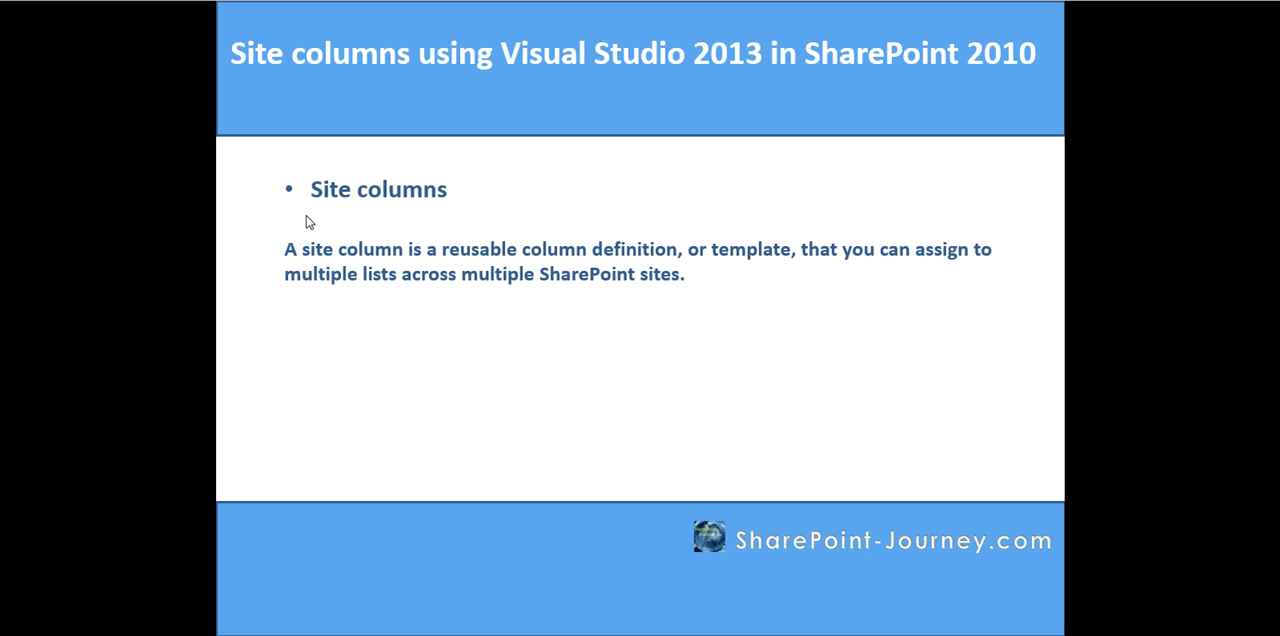 Site columns using Visual Studio 2013 in SharePoint 2010
• Site columns
A site column is a reusable column definition, or template, that you can assign to
multiple lists across multiple SharePoint sites.
SharePoint-Journey.com